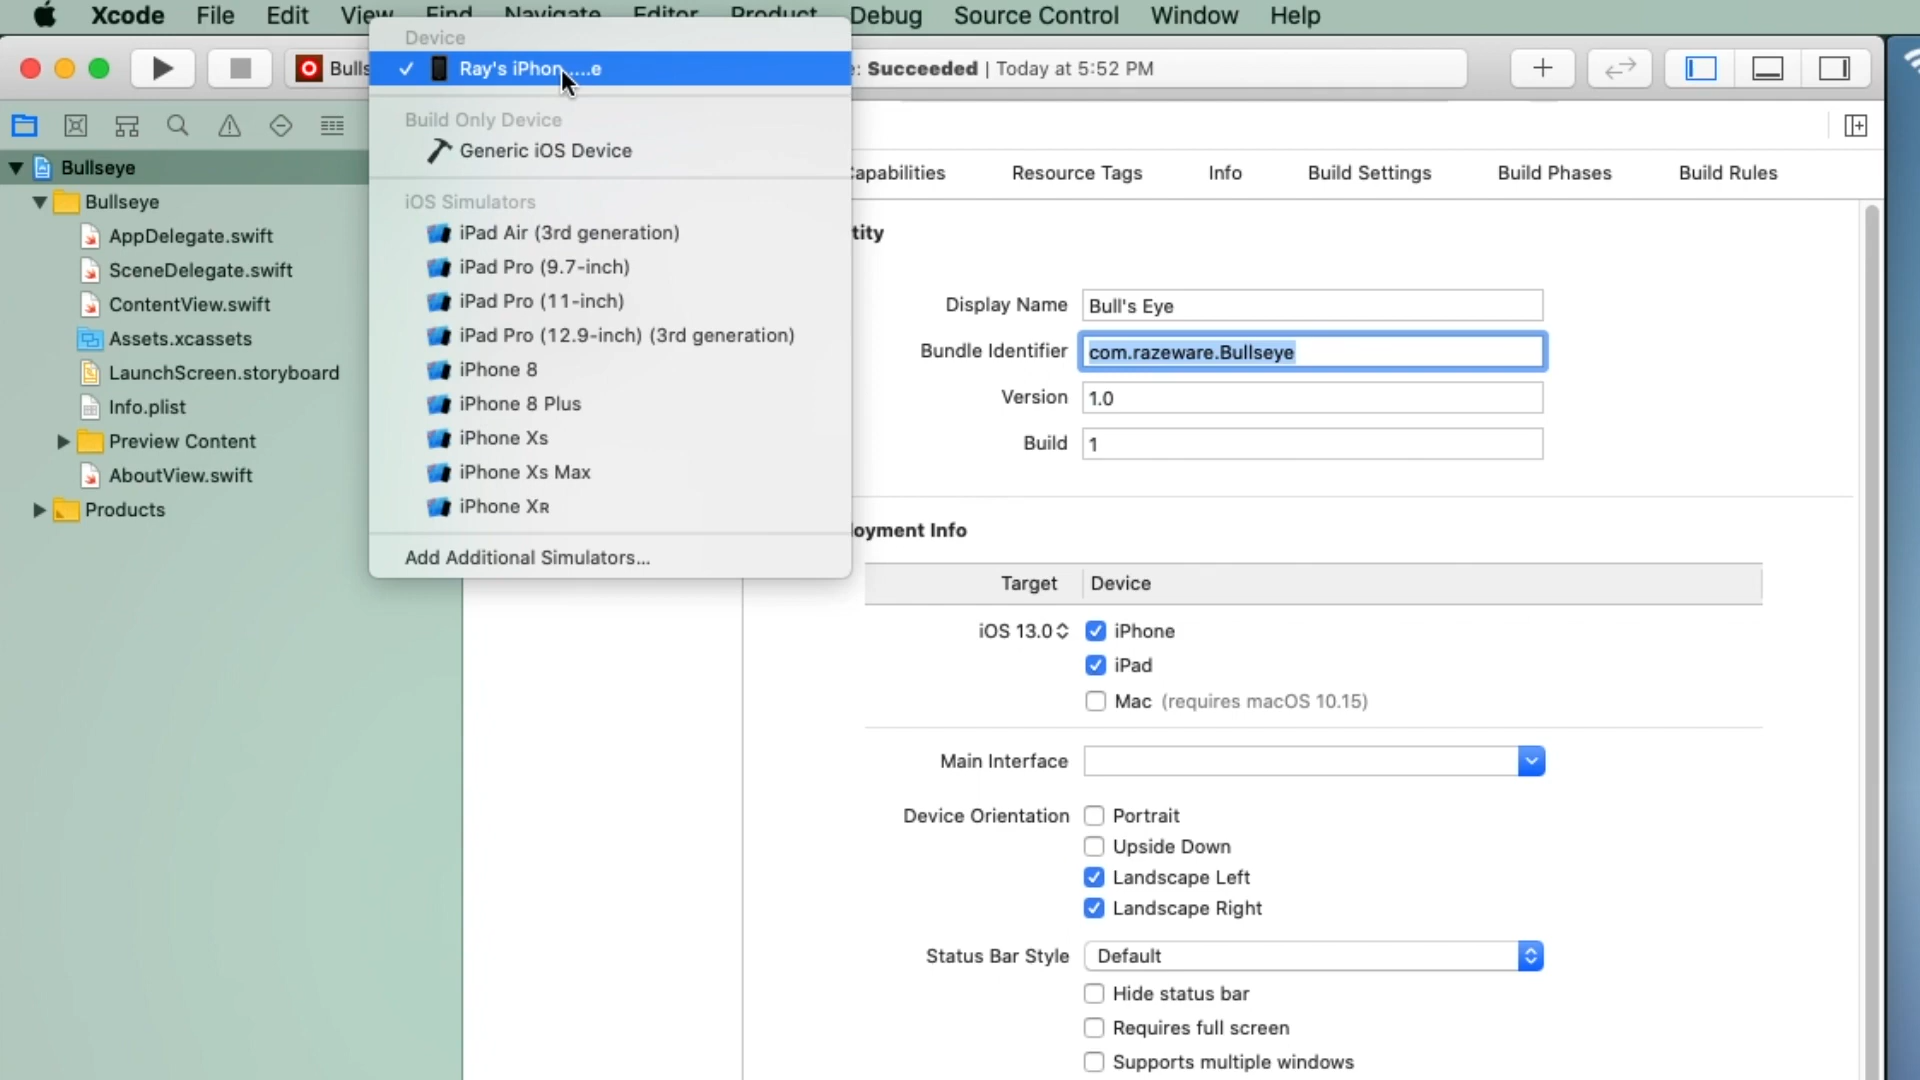 Xcode File Edit View Find Navigate Editor Product Debug Source Control Window Help
Device
Ray's iPhon.....e
Bulls
: Succeeded | Today at 5:52 PM
Build Only Device
Generic iOS Device
iOS Simulators
iPad Air (3rd generation)
iPad Pro (9.7-inch)
iPad Pro (11-inch)
iPad Pro (12.9-inch) (3rd generation)
iPhone 8
iPhone 8 Plus
iPhone Xs
iPhone Xs Max
iPhone XR
Add Additional Simulators...
Bullseye
Bullseye
AppDelegate.swift
SceneDelegate.swift
ContentView.swift
Assets.xcassets
LaunchScreen.storyboard
Info.plist
Preview Content
AboutView.swift
Products
apabilities Resource Tags Info Build Settings Build Phases Build Rules
tity
Display Name Bull's Eye
Bundle Identifier com.razeware.Bullseye
Version 1.0
Build 1
loyment Info
Target Device
iOS 13.0 iPhone
iPad
Mac (requires macOS 10.15)
Main Interface
Device Orientation Portrait
Upside Down
Landscape Left
Landscape Right
Status Bar Style Default
Hide status bar
Requires full screen
Supports multiple windows